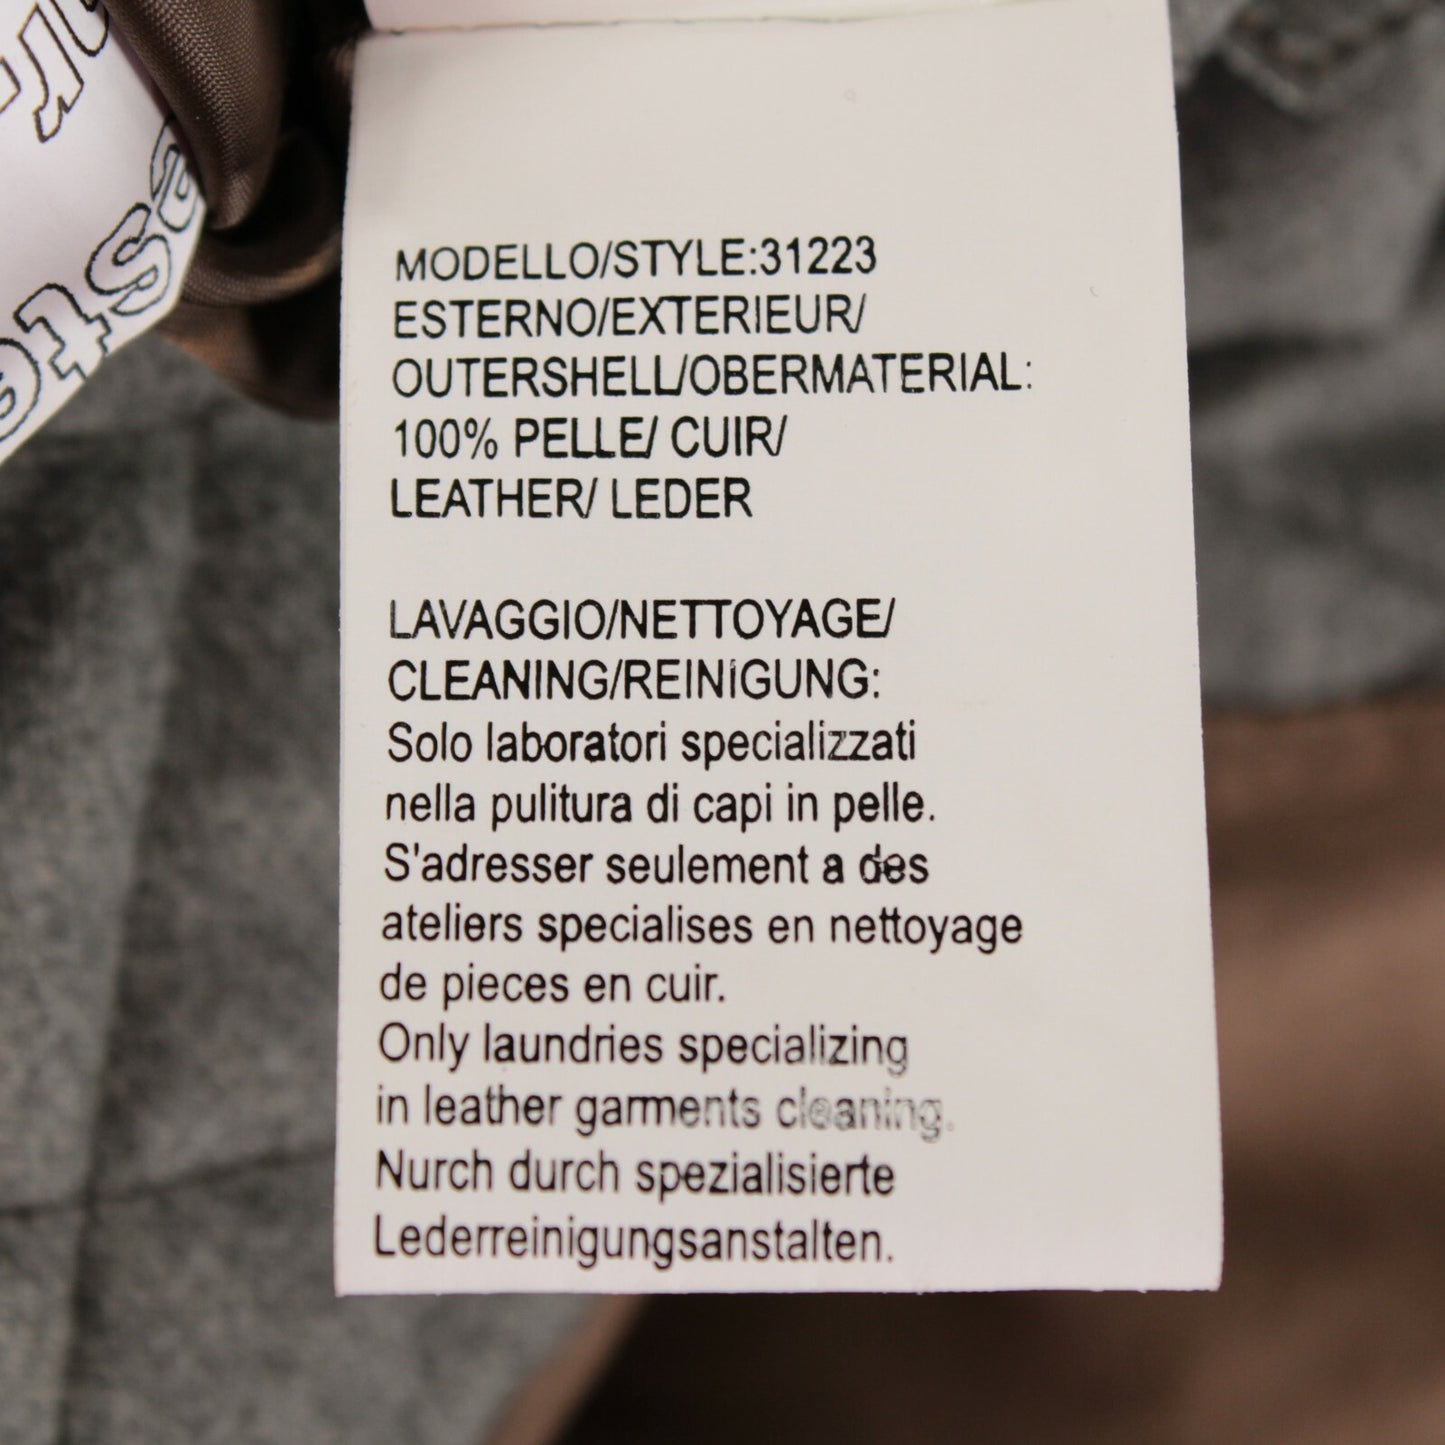 MODELLO/STYLE:31223
ESTERNO/EXTERIEUR/
OUTERSHELL/OBERMATERIAL:
100% PELLE/ CUIR/
LEATHER/ LEDER
LAVAGGIO/NETTOYAGE/
CLEANING/REINIGUNG:
Solo laboratori specializzati
nella pulitura di capi in pelle.
S'adresser seulement a des
ateliers specialises en nettoyage
de pieces en cuir.
Only laundries specializing
in leather garments cleaning.
Nurch durch spezialisierte
Lederreinigungsanstalten.